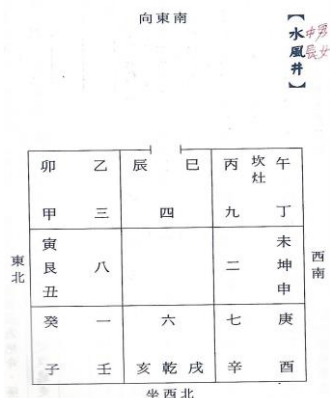 向東南
【水風井】
中男
長女
卯 乙 辰 巳 丙 坎灶 午
甲 三 四 九 丁
寅 未
東北 艮 八 二 坤 西南
丑 申
癸 一 六 七 庚
子 壬 亥 乾 戌 辛 酉
坐西北